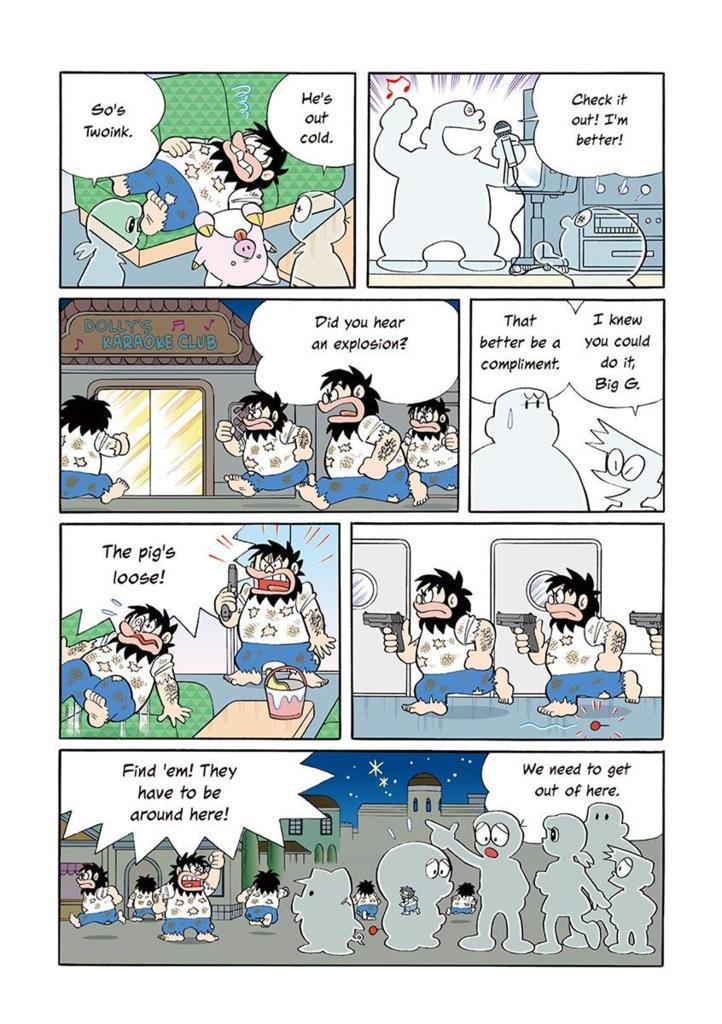 So's
Twoink.
He's
out
cold.
Check it
out! I'm
better!
DOLLY'S
KARAOKE CLUB
Did you hear
an explosion?
That
better be a
compliment.
I knew
you could
do it,
Big G.
The pig's
loose!
Find 'em! They
have to be
around here!
We need to get
out of here.